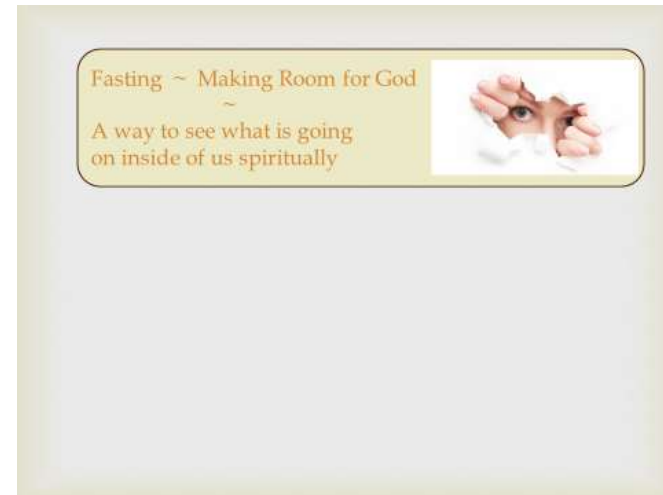 Fasting ~ Making Room for God
~
A way to see what is going
on inside of us spiritually